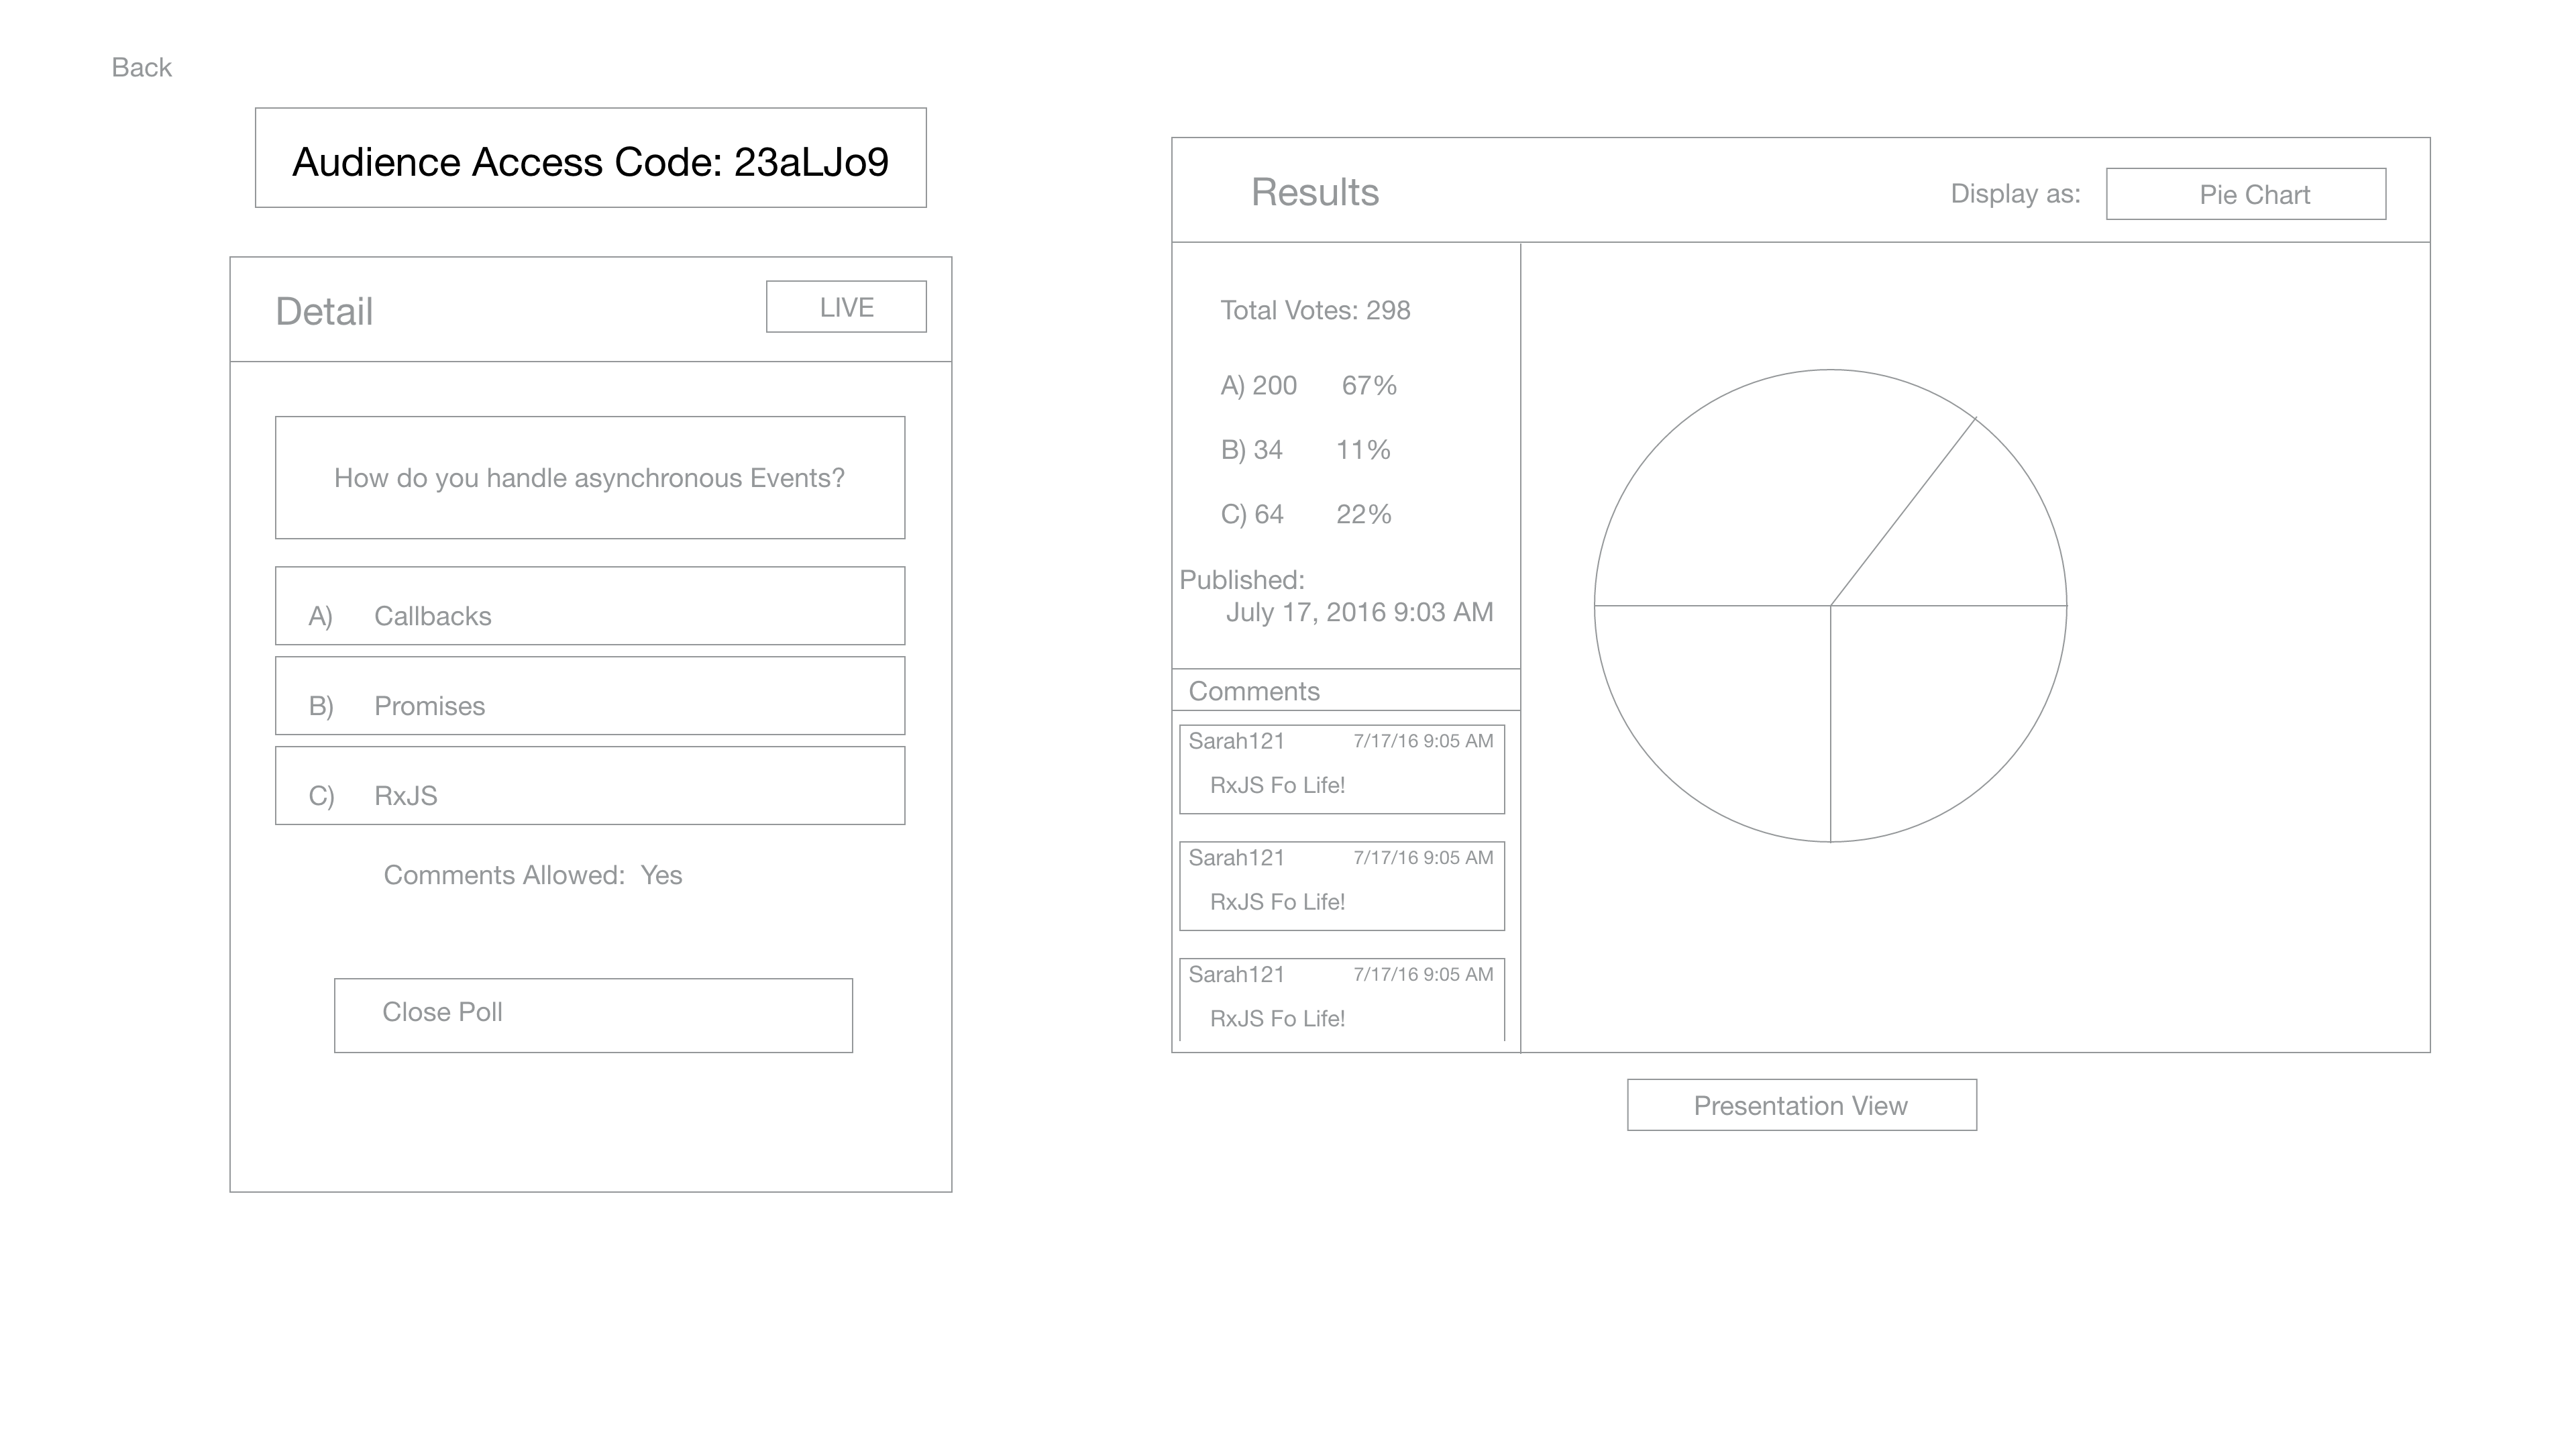 Back
Audience Access Code: 23aLJo9
Detail
LIVE
How do you handle asynchronous Events?
A) Callbacks
B) Promises
C) RxJS
Comments Allowed: Yes
Close Poll
Results
Display as:
Pie Chart
Total Votes: 298
A) 200 67%
B) 34 11%
C) 64 22%
Published:
July 17, 2016 9:03 AM
Comments
Sarah121 7/17/16 9:05 AM
RxJS Fo Life!
Sarah121 7/17/16 9:05 AM
RxJS Fo Life!
Sarah121 7/17/16 9:05 AM
RxJS Fo Life!
Presentation View